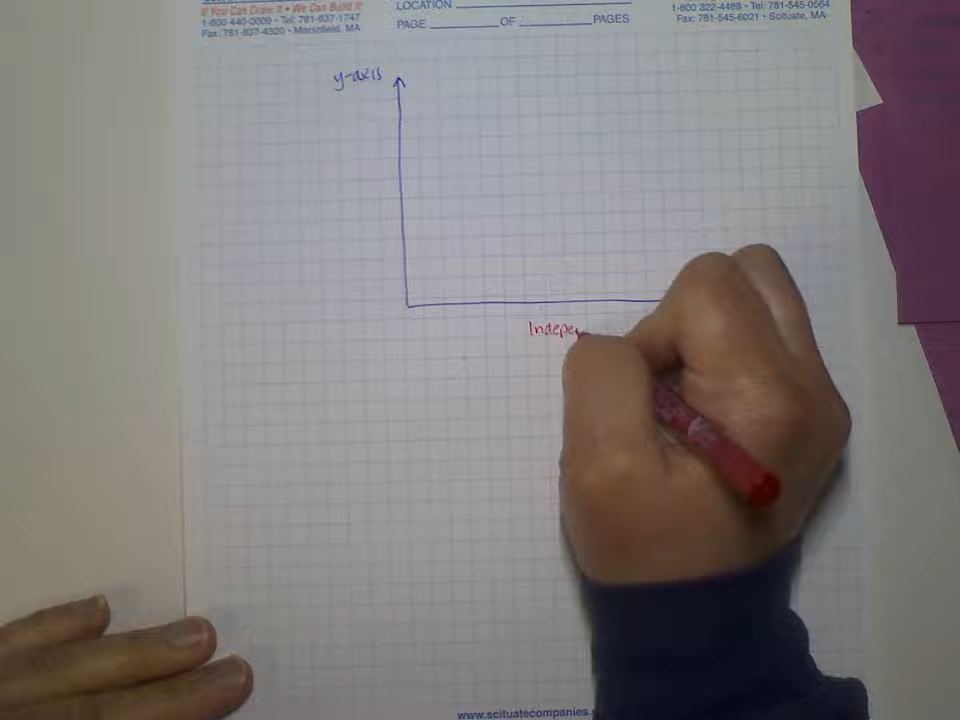 If You Can Draw It • We Can Build It
1-800-440-0009 • Tel: 781-837-1747
Fax: 781-837-4320 • Marshfield, MA
LOCATION
PAGE OF PAGES
1-800 322-4488 • Tel: 781-545-0564
Fax: 781-545-6021 • Scituate, MA
y-axis
Indepe
www.scituatecompanies.